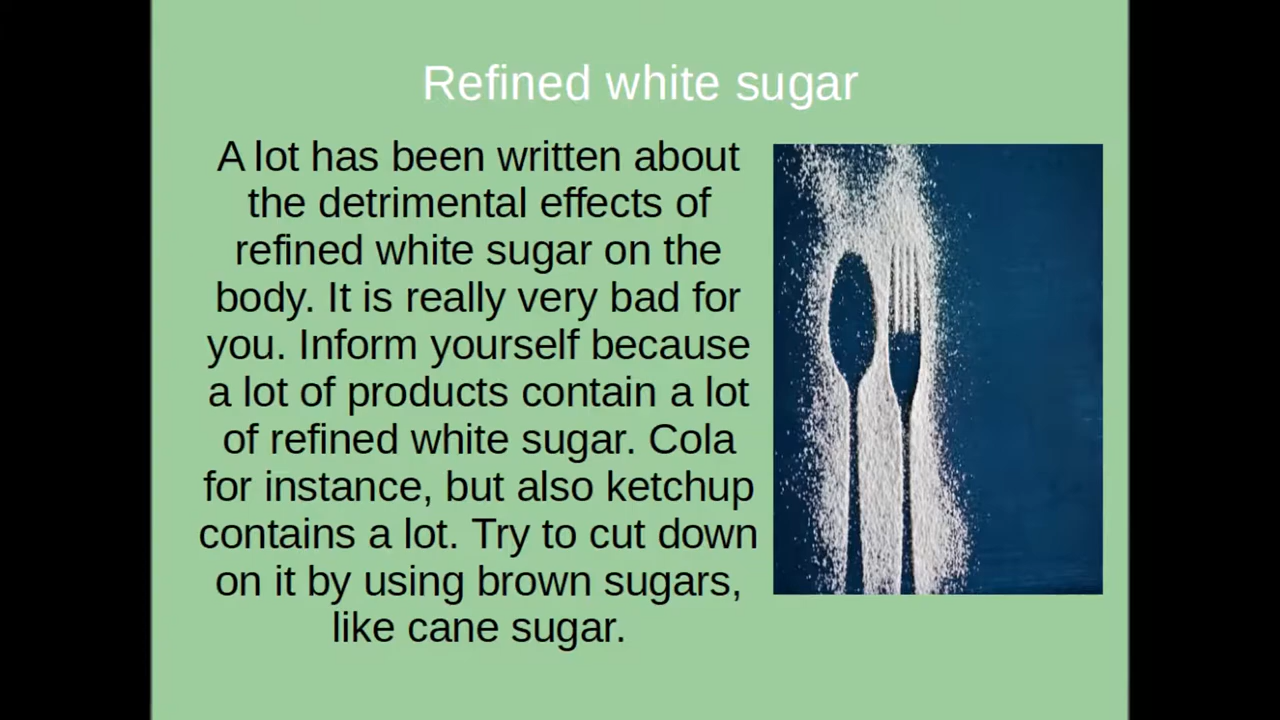 Refined white sugar
A lot has been written about
the detrimental effects of
refined white sugar on the
body. It is really very bad for
you. Inform yourself because
a lot of products contain a lot
of refined white sugar. Cola
for instance, but also ketchup
contains a lot. Try to cut down
on it by using brown sugars,
like cane sugar.